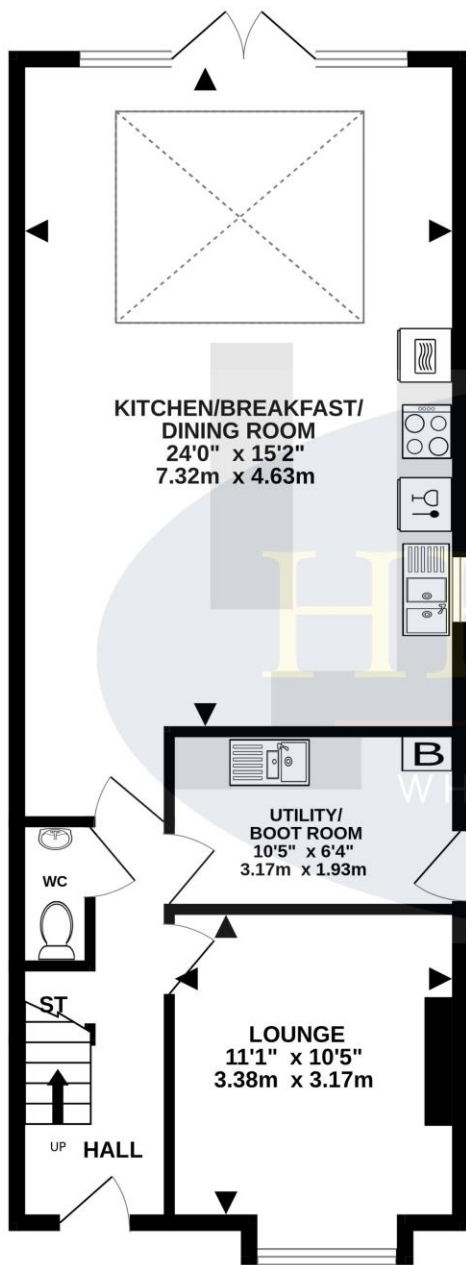 KITCHEN/BREAKFAST/
DINING ROOM
24'0" x 15'2"
7.32m x 4.63m
B
UTILITY/
BOOT ROOM
10'5" x 6'4"
3.17m x 1.93m
WC
ST
LOUNGE
11'1" x 10'5"
3.38m x 3.17m
UP
HALL